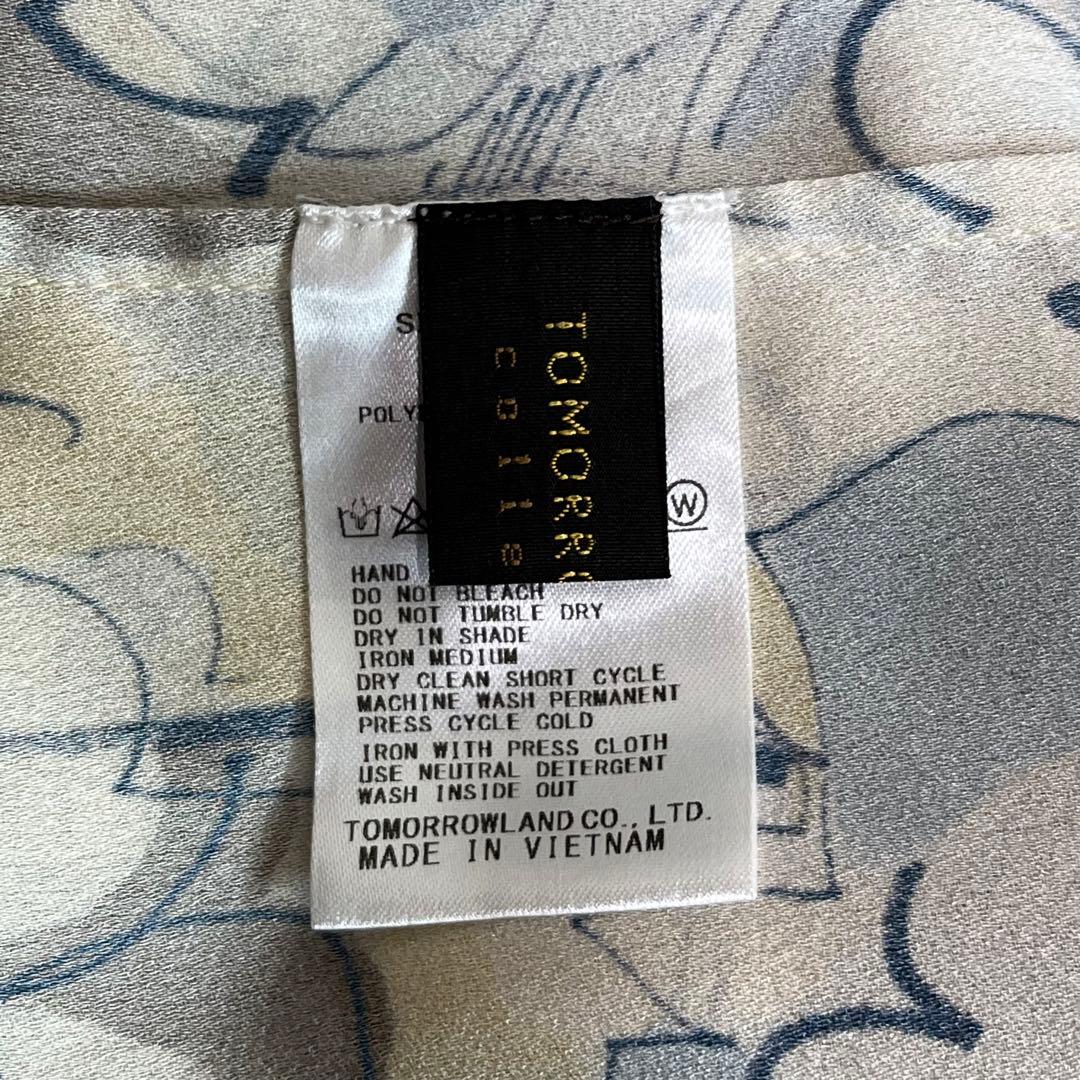 TOMORR
colle
HAND
DO NOT BLEACH
DO NOT TUMBLE DRY
DRY IN SHADE
IRON MEDIUM
DRY CLEAN SHORT CYCLE
MACHINE WASH PERMANENT
PRESS CYCLE COLD
IRON WITH PRESS CLOTH
USE NEUTRAL DETERGENT
WASH INSIDE OUT
TOMORROWLAND CO., LTD.
MADE IN VIETNAM
W